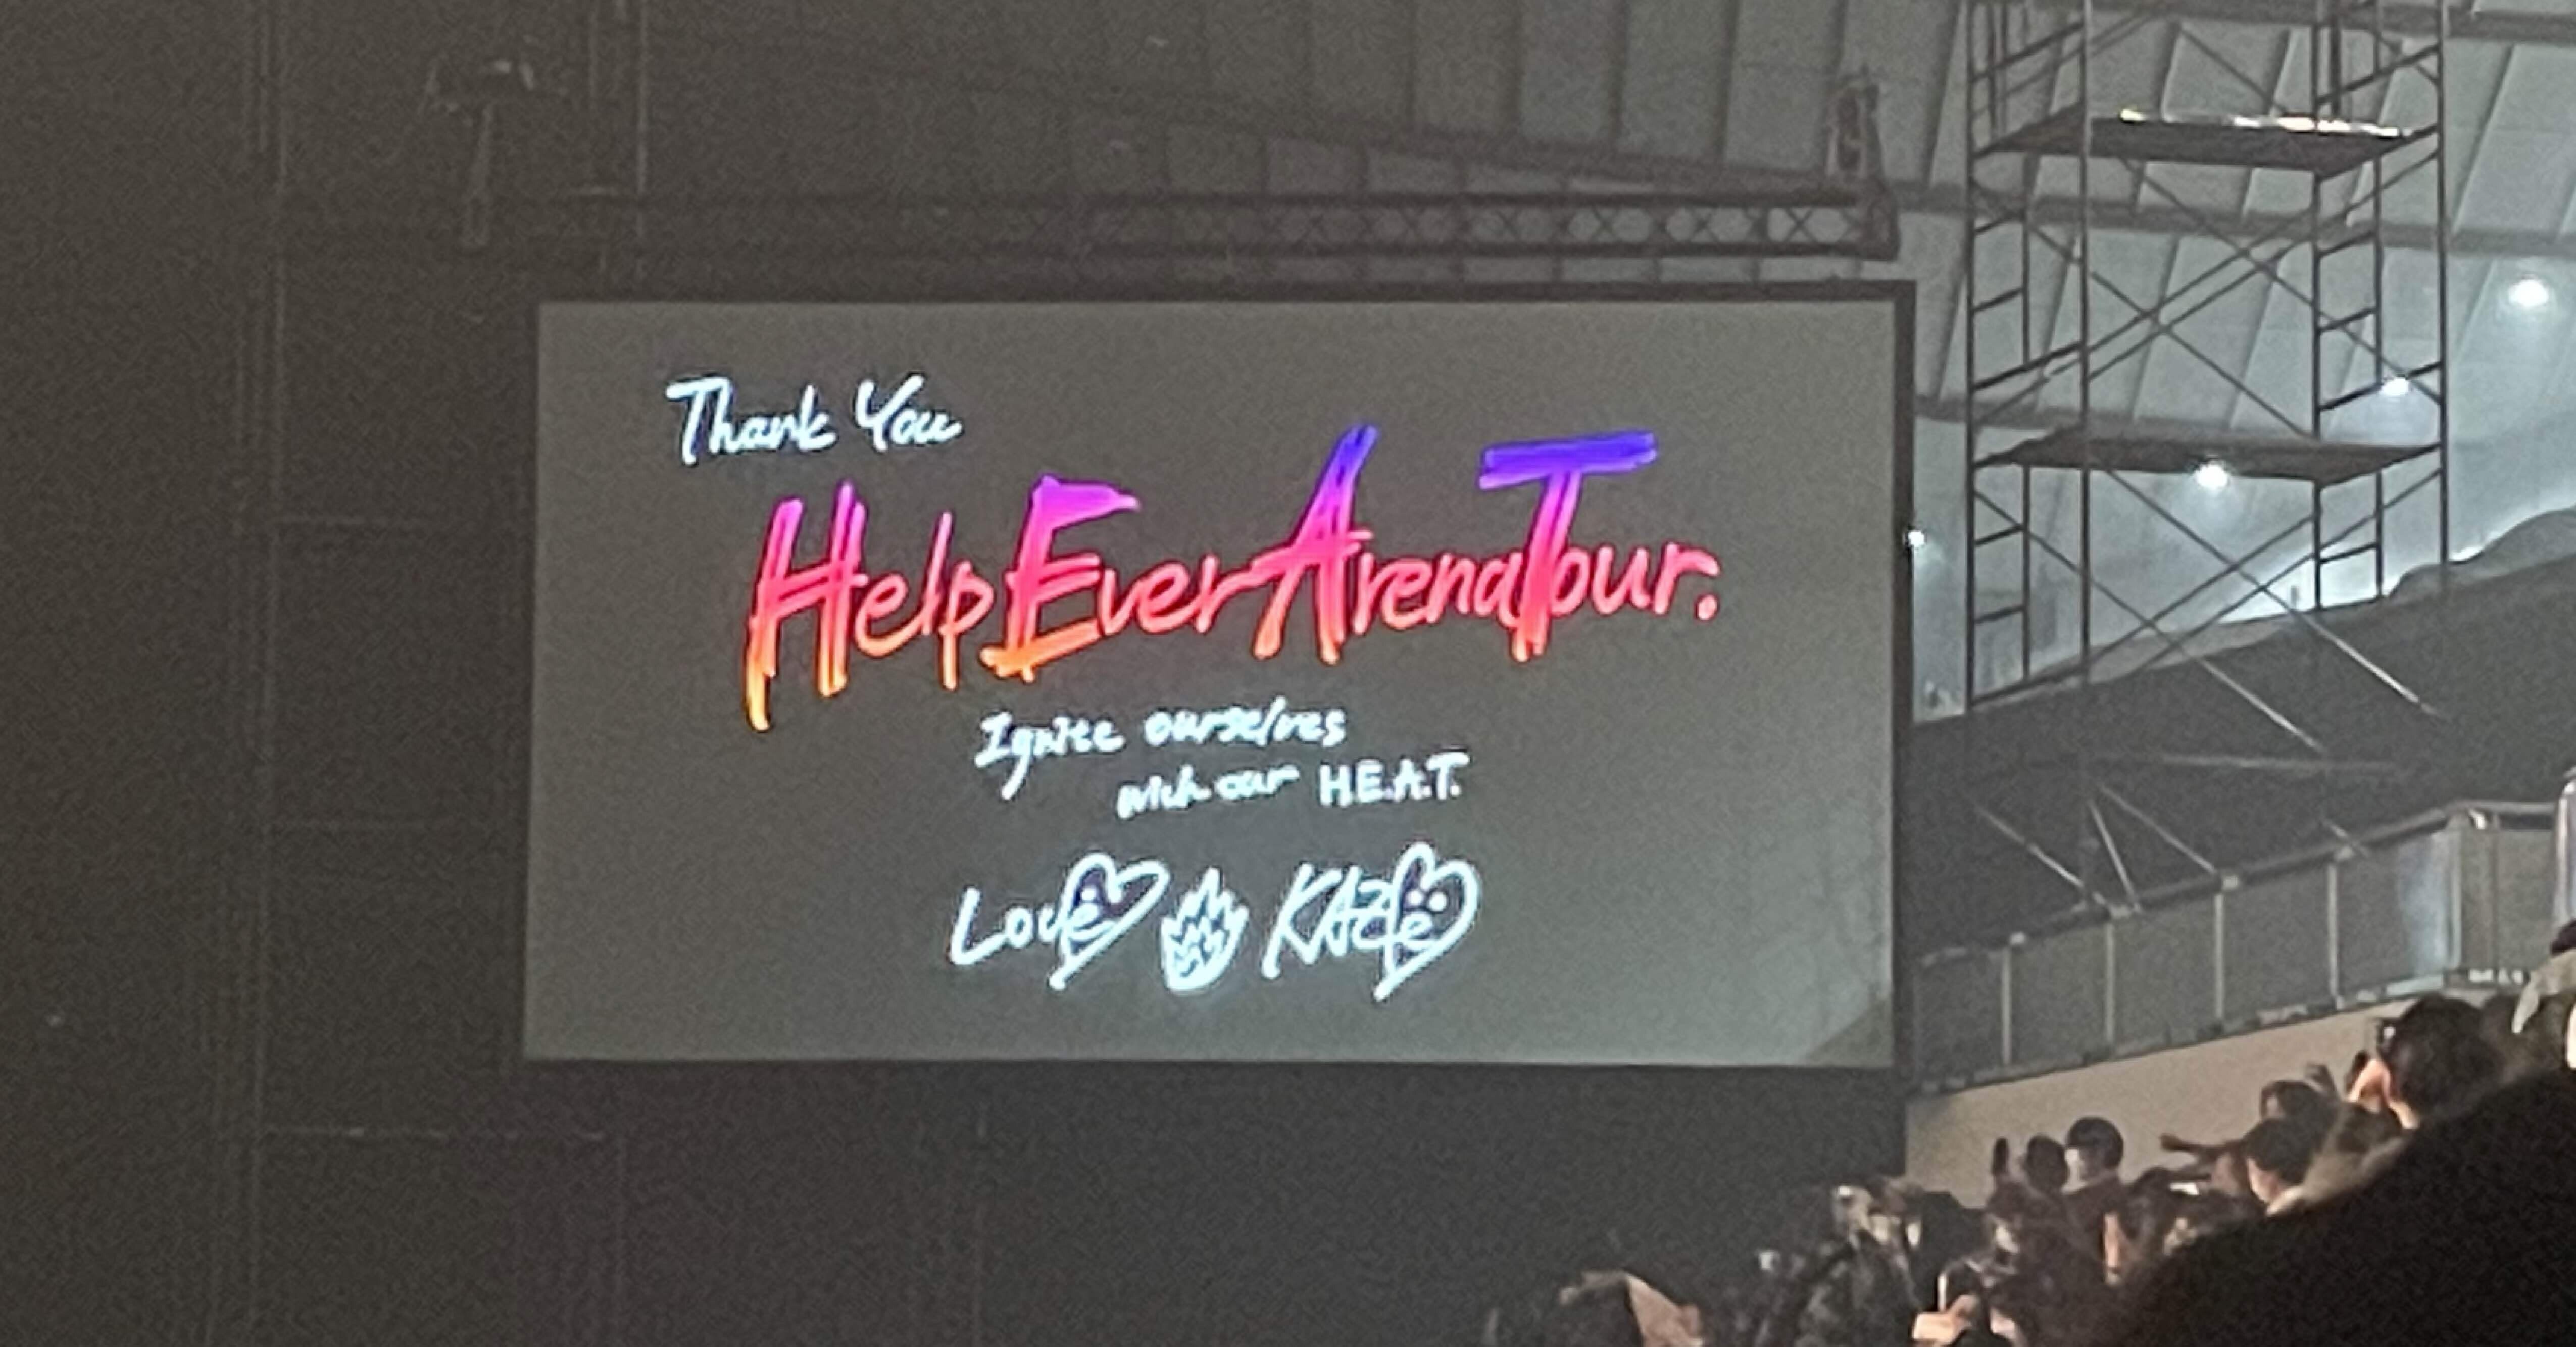 Thank You
Help Ever Arena Tour.
Ignite ourselves
with our H.E.A.T.
Love KAZe